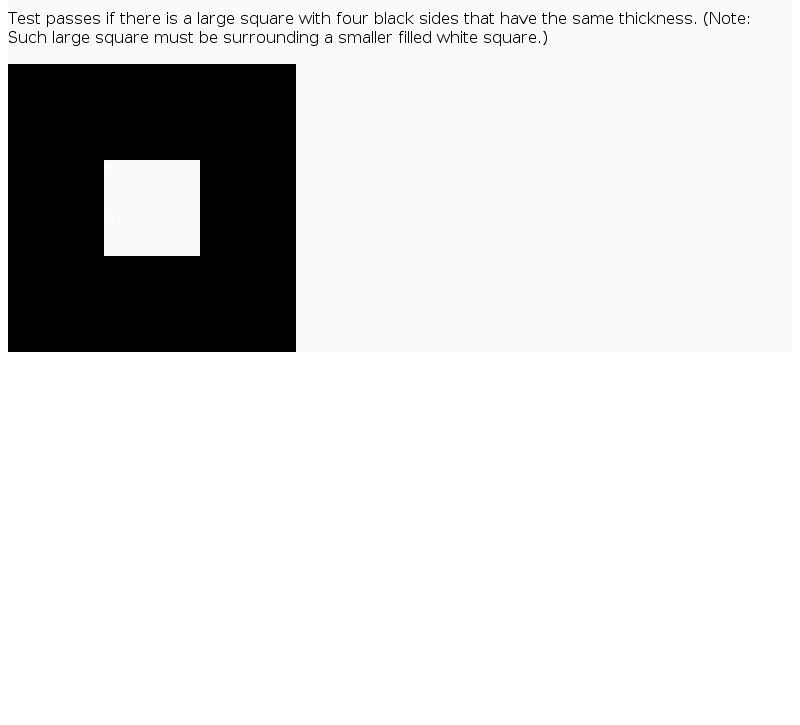 Test passes if there is a large square with four black sides that have the same thickness. (Note:
Such large square must be surrounding a smaller filled white square.)